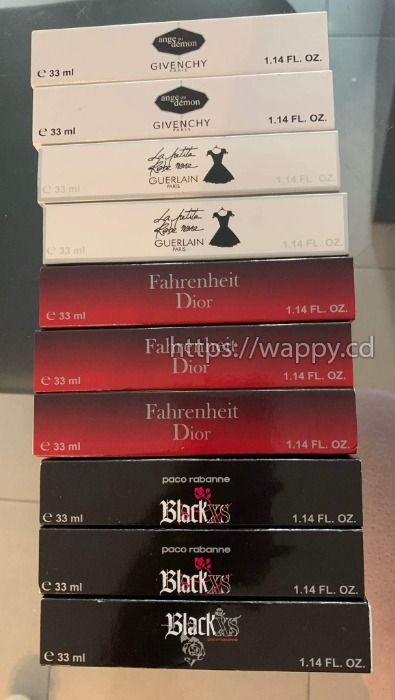 ange ou
démon
GIVENCHY
PARIS
e 33 ml
1.14 FL. OZ.
ange ou
démon
GIVENCHY
PARIS
e 33 ml
1.14 FL. OZ.
La petite
Robe noire
GUERLAIN
PARIS
e 33 ml
1.14 FL. OZ.
La petite
Robe noire
GUERLAIN
PARIS
e 33 ml
1.14 FL. OZ.
Fahrenheit
Dior
e 33 ml
1.14 FL. OZ.
https://wappy.cd
Fahrenheit
Dior
e 33 ml
1.14 FL. OZ.
Fahrenheit
Dior
e 33 ml
1.14 FL. OZ.
paco rabanne
BlackXS
e 33 ml
1.14 FL. OZ.
paco rabanne
BlackXS
e 33 ml
1.14 FL. OZ.
BlackXS
paco rabanne
e 33 ml
1.14 FL. OZ.